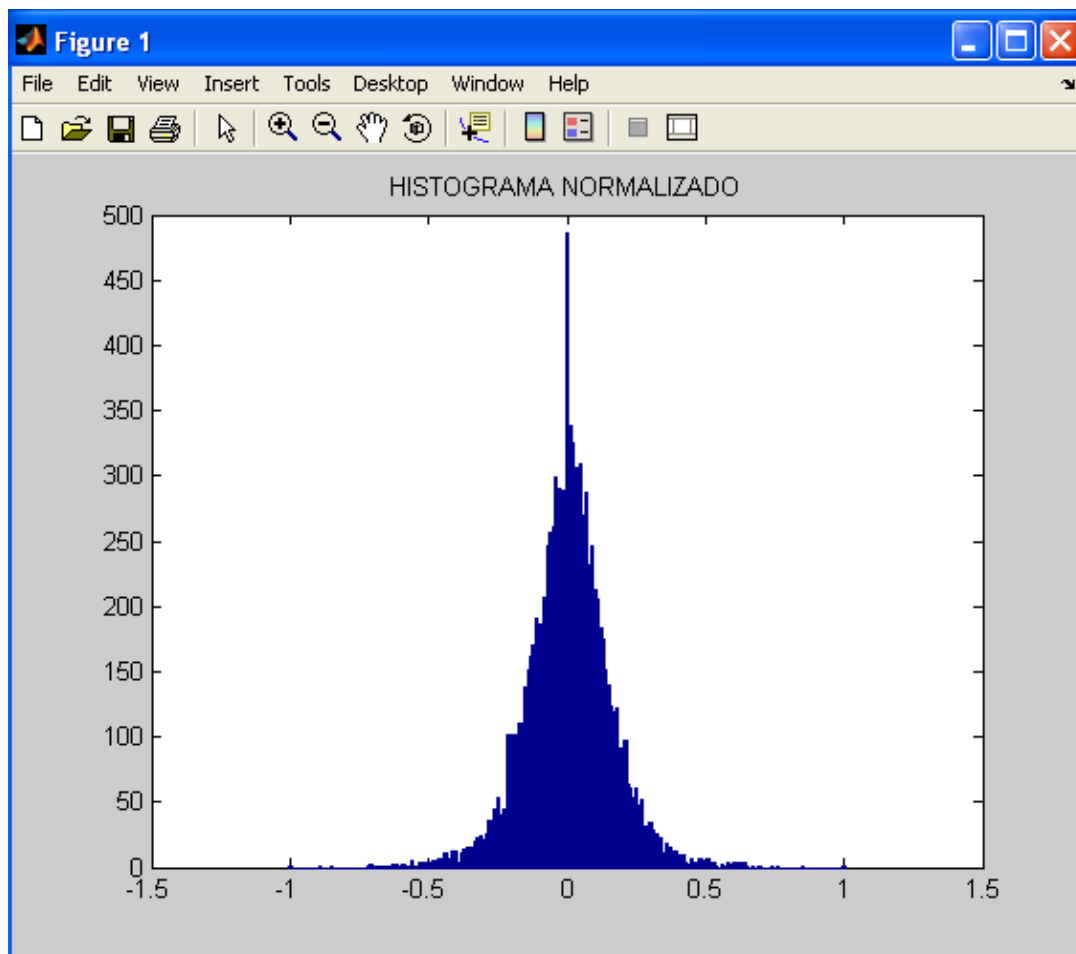 Figure 1
File Edit View Insert Tools Desktop Window Help
HISTOGRAMA NORMALIZADO
500
450
400
350
300
250
200
150
100
50
0
-1.5 -1 -0.5 0 0.5 1 1.5